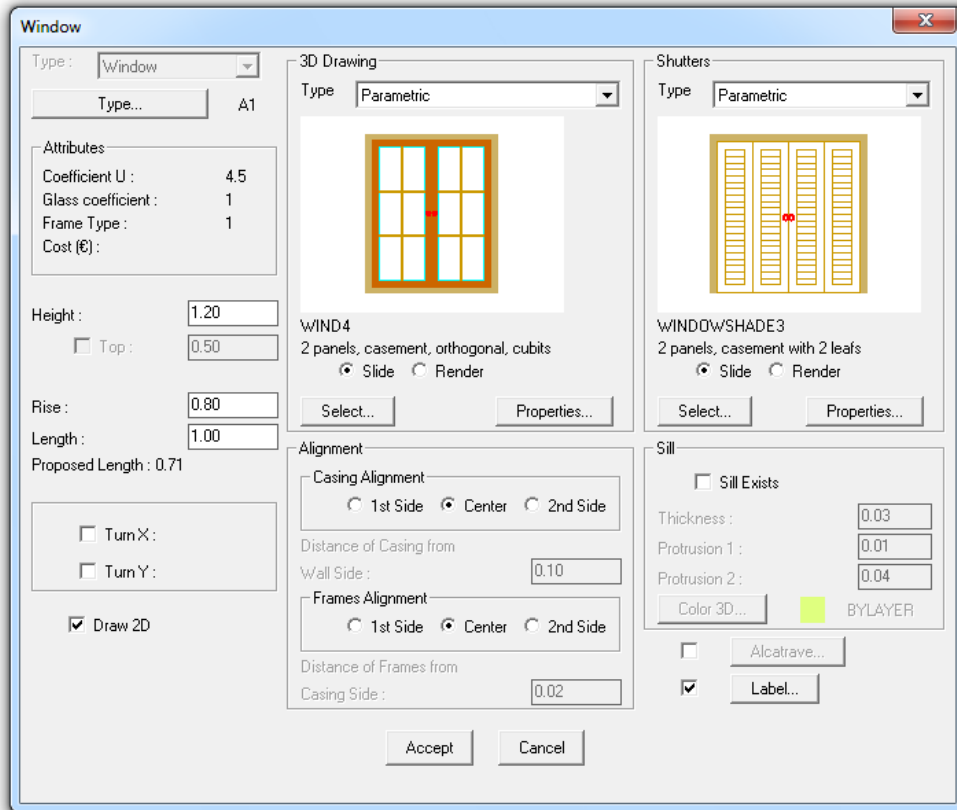 Window
Type : Window
Type... A1
Attributes
Coefficient U : 4.5
Glass coefficient : 1
Frame Type : 1
Cost (€) :
Height : 1.20
Top : 0.50
Rise : 0.80
Length : 1.00
Proposed Length : 0.71
Turn X :
Turn Y :
Draw 2D
3D Drawing
Type Parametric
WIND4
2 panels, casement, orthogonal, cubits
Slide Render
Select... Properties...
Alignment
Casing Alignment
1st Side Center 2nd Side
Distance of Casing from
Wall Side : 0.10
Frames Alignment
1st Side Center 2nd Side
Distance of Frames from
Casing Side : 0.02
Shutters
Type Parametric
WINDOWSHADE3
2 panels, casement with 2 leafs
Slide Render
Select... Properties...
Sill
Sill Exists
Thickness : 0.03
Protrusion 1 : 0.01
Protrusion 2 : 0.04
Color 3D... BYLAYER
Alcatrave...
Label...
Accept Cancel